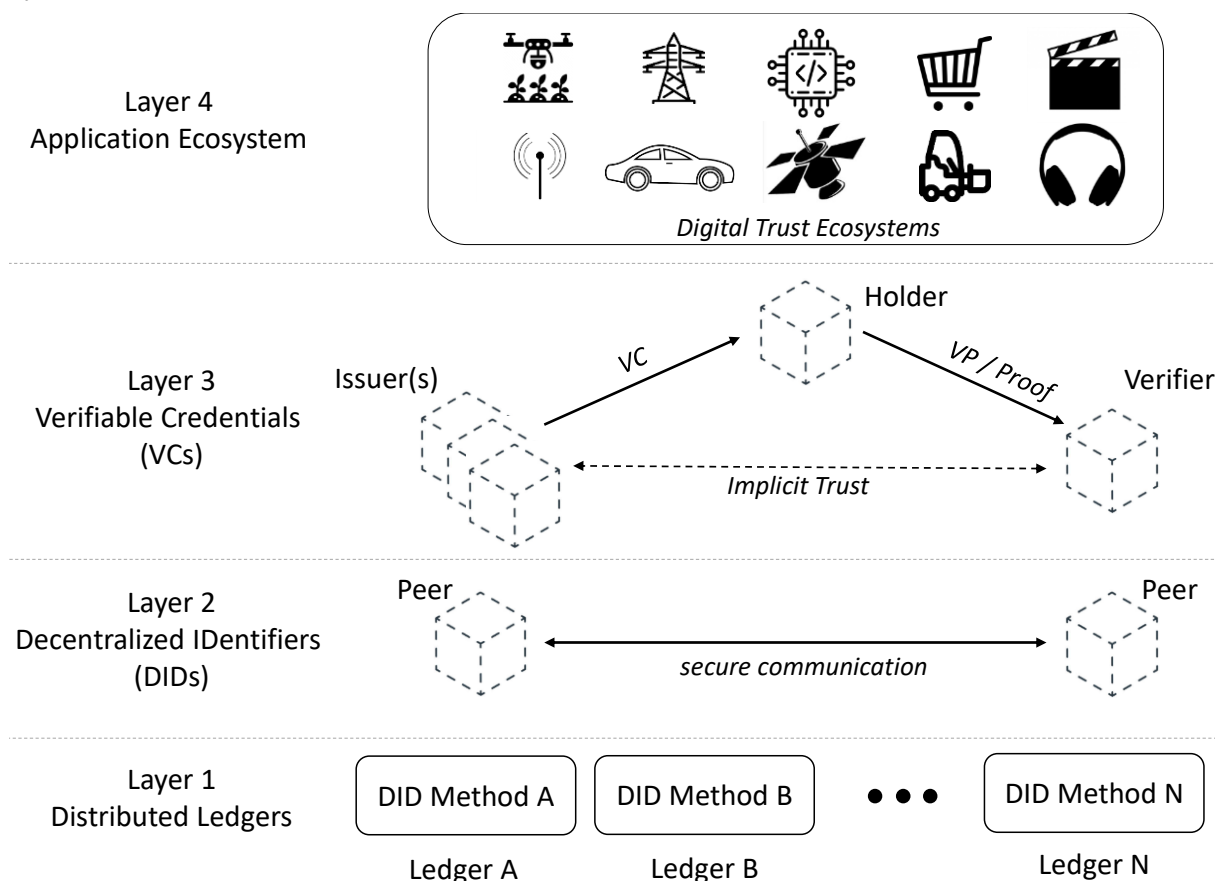 Layer 4
Application Ecosystem
</>
Digital Trust Ecosystems
Layer 3
Verifiable Credentials
(VCs)
Issuer(s)
VC
Holder
VP / Proof
Verifier
Implicit Trust
Layer 2
Decentralized IDentifiers
(DIDs)
Peer
Peer
secure communication
Layer 1
Distributed Ledgers
DID Method A
DID Method B
DID Method N
Ledger A
Ledger B
Ledger N